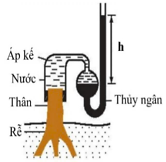 Áp kế
Nước
Thân
Rễ
h
Thủy ngân